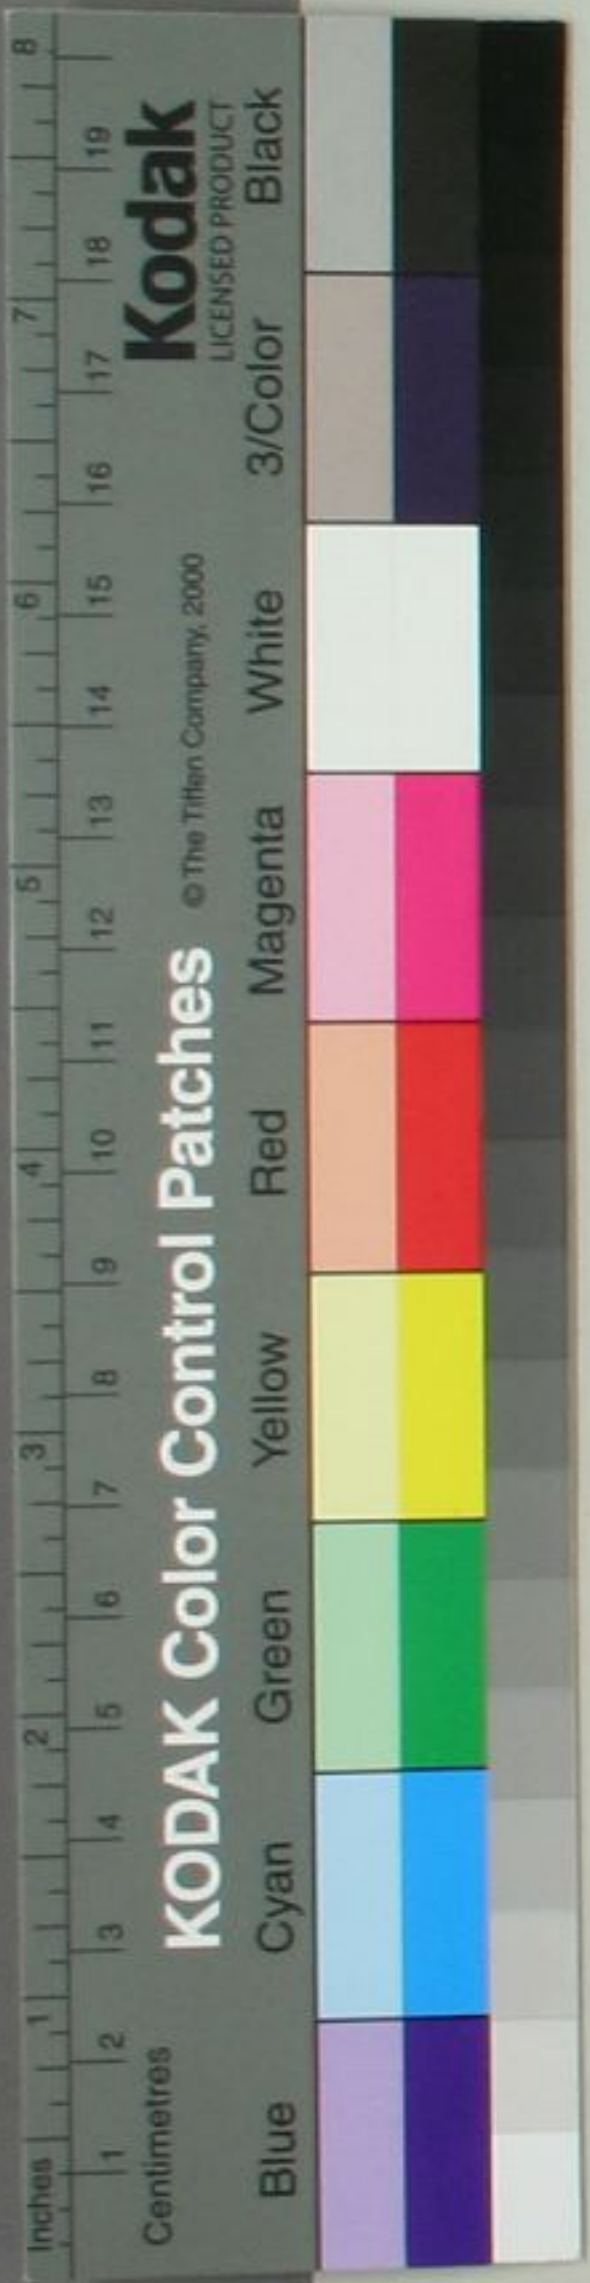 Inches 1 2 3 4 5 6 7 8
1 2 3 4 5 6 7 8 9 10 11 12 13 14 15 16 17 18 19
Centimetres
KODAK Color Control Patches © The Tiffen Company, 2000 Kodak
LICENSED PRODUCT
Blue Cyan Green Yellow Red Magenta White 3/Color Black